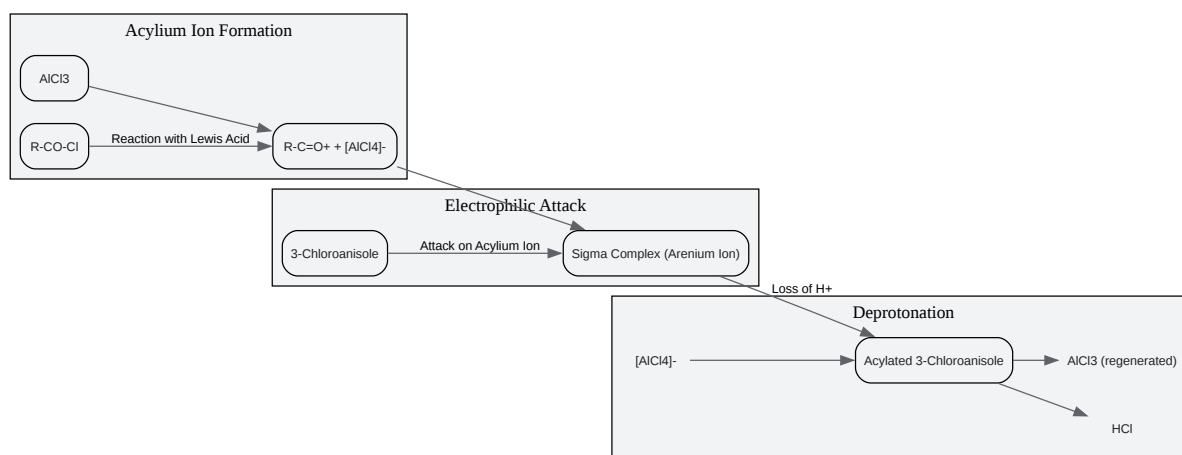 Acylium Ion Formation
AlCl3
R-CO-Cl
Reaction with Lewis Acid
R-C=O+ + [AlCl4]-
Electrophilic Attack
3-Chloroanisole
Attack on Acylium Ion
Sigma Complex (Arenium Ion)
Loss of H+
Deprotonation
[AlCl4]-
Acylated 3-Chloroanisole
AlCl3 (regenerated)
HCl